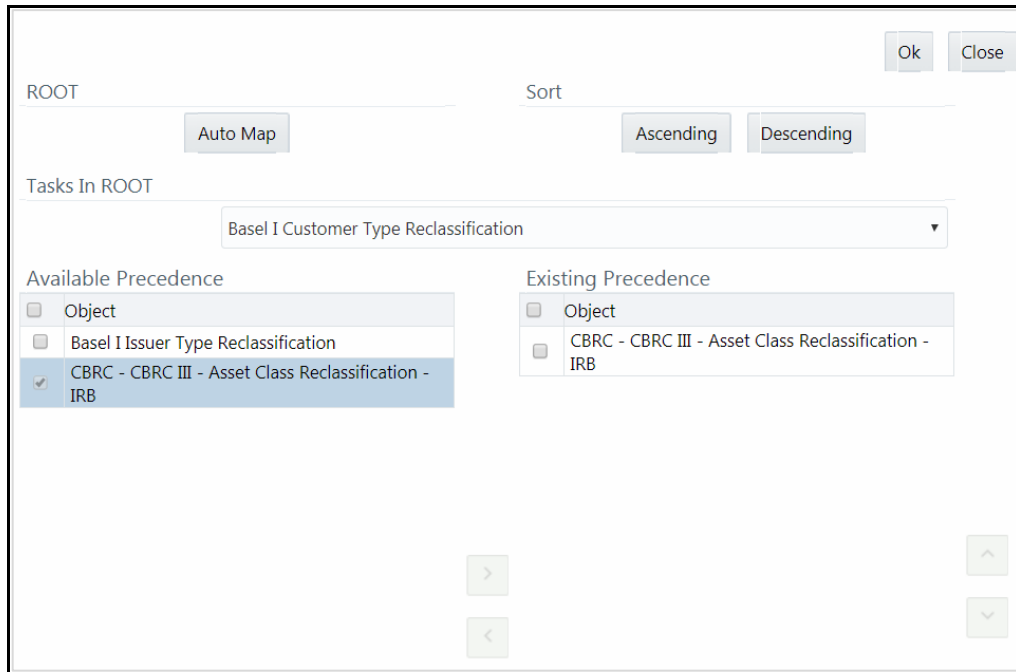 Ok Close
ROOT Sort
Auto Map Ascending Descending
Tasks In ROOT
Basel I Customer Type Reclassification
Available Precedence
Object
Basel I Issuer Type Reclassification
CBRC - CBRC III - Asset Class Reclassification -
IRB
Existing Precedence
Object
CBRC - CBRC III - Asset Class Reclassification -
IRB